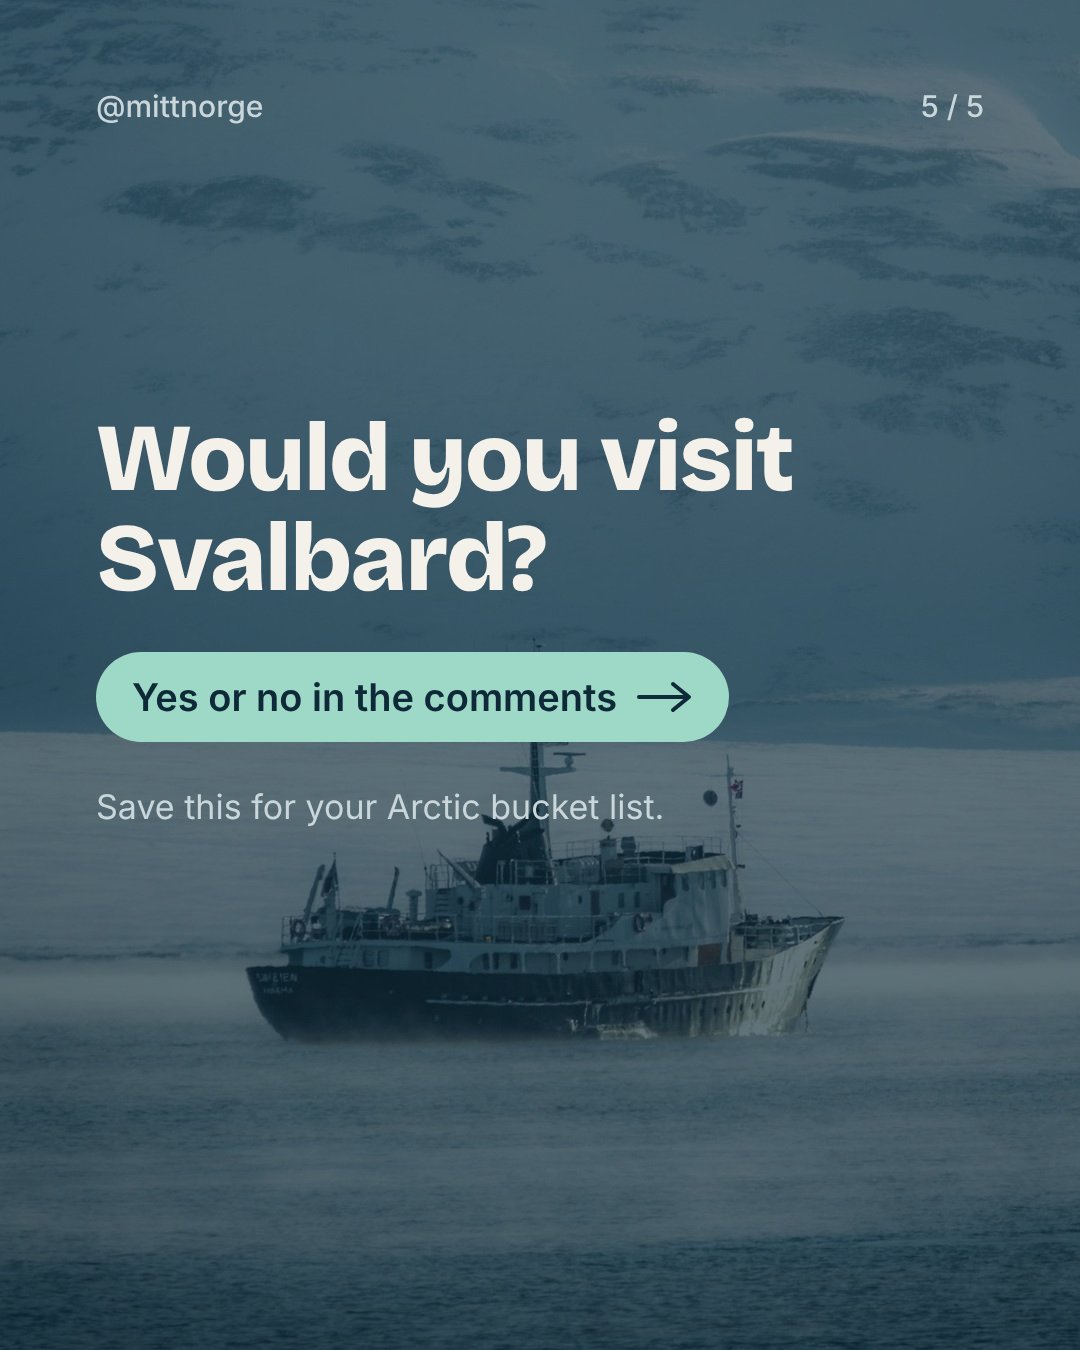 @mittnorge
5 / 5
Would you visit
Svalbard?
Yes or no in the comments
Save this for your Arctic bucket list.